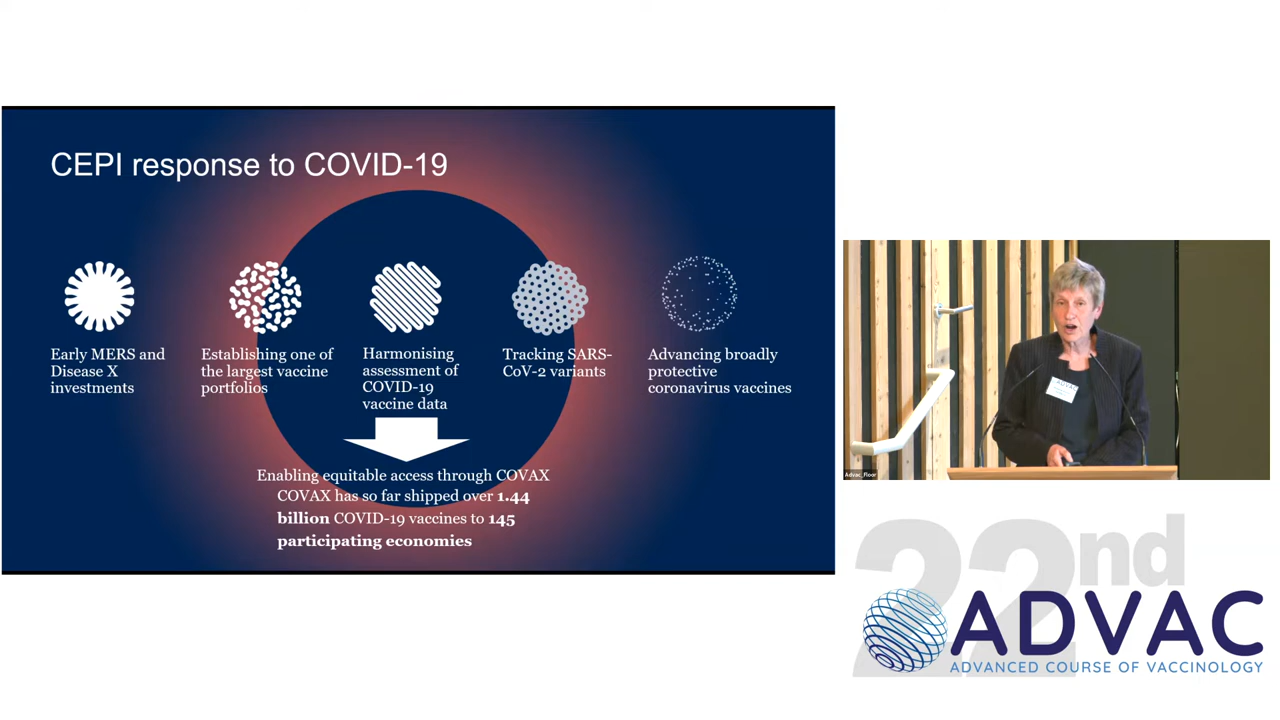 CEPI response to COVID-19
Early MERS and
Disease X
investments
Establishing one of
the largest vaccine
portfolios
Harmonising
assessment of
COVID-19
vaccine data
Tracking SARS-
CoV-2 variants
Advancing broadly
protective
coronavirus vaccines
Enabling equitable access through COVAX
COVAX has so far shipped over 1.44
billion COVID-19 vaccines to 145
participating economies
ADVAC
Advac_Floor
22nd
ADVAC
ADVANCED COURSE OF VACCINOLOGY